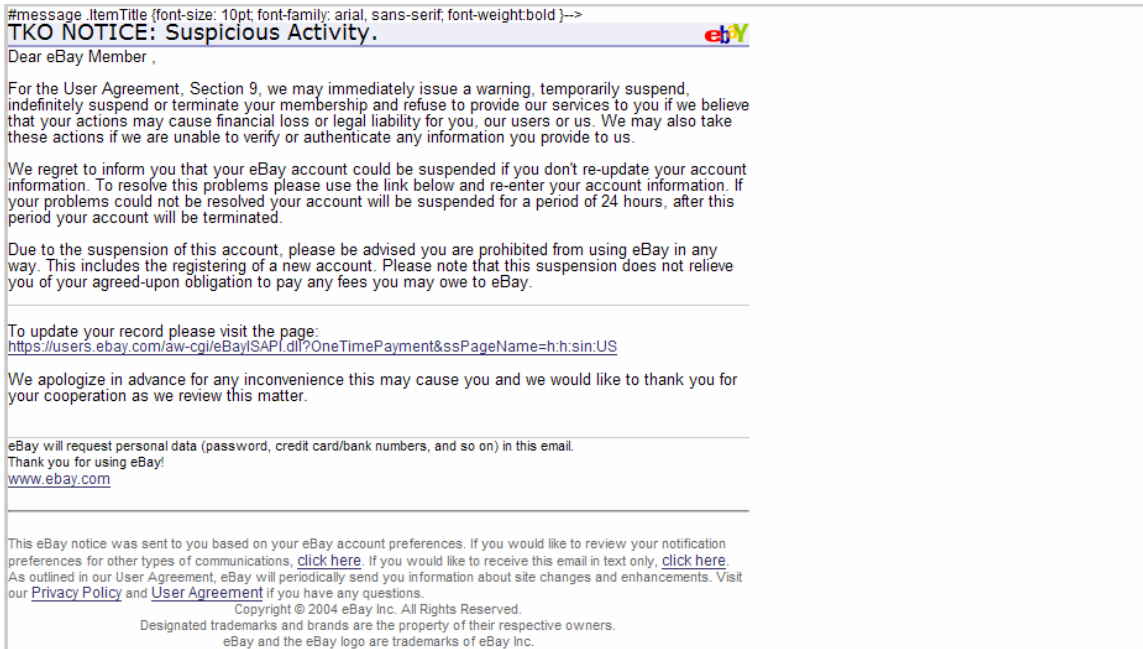 #message .ItemTitle {font-size: 10pt; font-family: arial, sans-serif; font-weight:bold }-->
TKO NOTICE: Suspicious Activity.
ebaY
Dear eBay Member ,
For the User Agreement, Section 9, we may immediately issue a warning, temporarily suspend,
indefinitely suspend or terminate your membership and refuse to provide our services to you if we believe
that your actions may cause financial loss or legal liability for you, our users or us. We may also take
these actions if we are unable to verify or authenticate any information you provide to us.
We regret to inform you that your eBay account could be suspended if you don't re-update your account
information. To resolve this problems please use the link below and re-enter your account information. If
your problems could not be resolved your account will be suspended for a period of 24 hours, after this
period your account will be terminated.
Due to the suspension of this account, please be advised you are prohibited from using eBay in any
way. This includes the registering of a new account. Please note that this suspension does not relieve
you of your agreed-upon obligation to pay any fees you may owe to eBay.
To update your record please visit the page:
https://users.ebay.com/aw-cgi/eBayISAPI.dll?OneTimePayment&ssPageName=h:h:sin:US
We apologize in advance for any inconvenience this may cause you and we would like to thank you for
your cooperation as we review this matter.
eBay will request personal data (password, credit card/bank numbers, and so on) in this email.
Thank you for using eBay!
www.ebay.com
This eBay notice was sent to you based on your eBay account preferences. If you would like to review your notification
preferences for other types of communications, click here. If you would like to receive this email in text only, click here.
As outlined in our User Agreement, eBay will periodically send you information about site changes and enhancements. Visit
our Privacy Policy and User Agreement if you have any questions.
Copyright © 2004 eBay Inc. All Rights Reserved.
Designated trademarks and brands are the property of their respective owners.
eBay and the eBay logo are trademarks of eBay Inc.